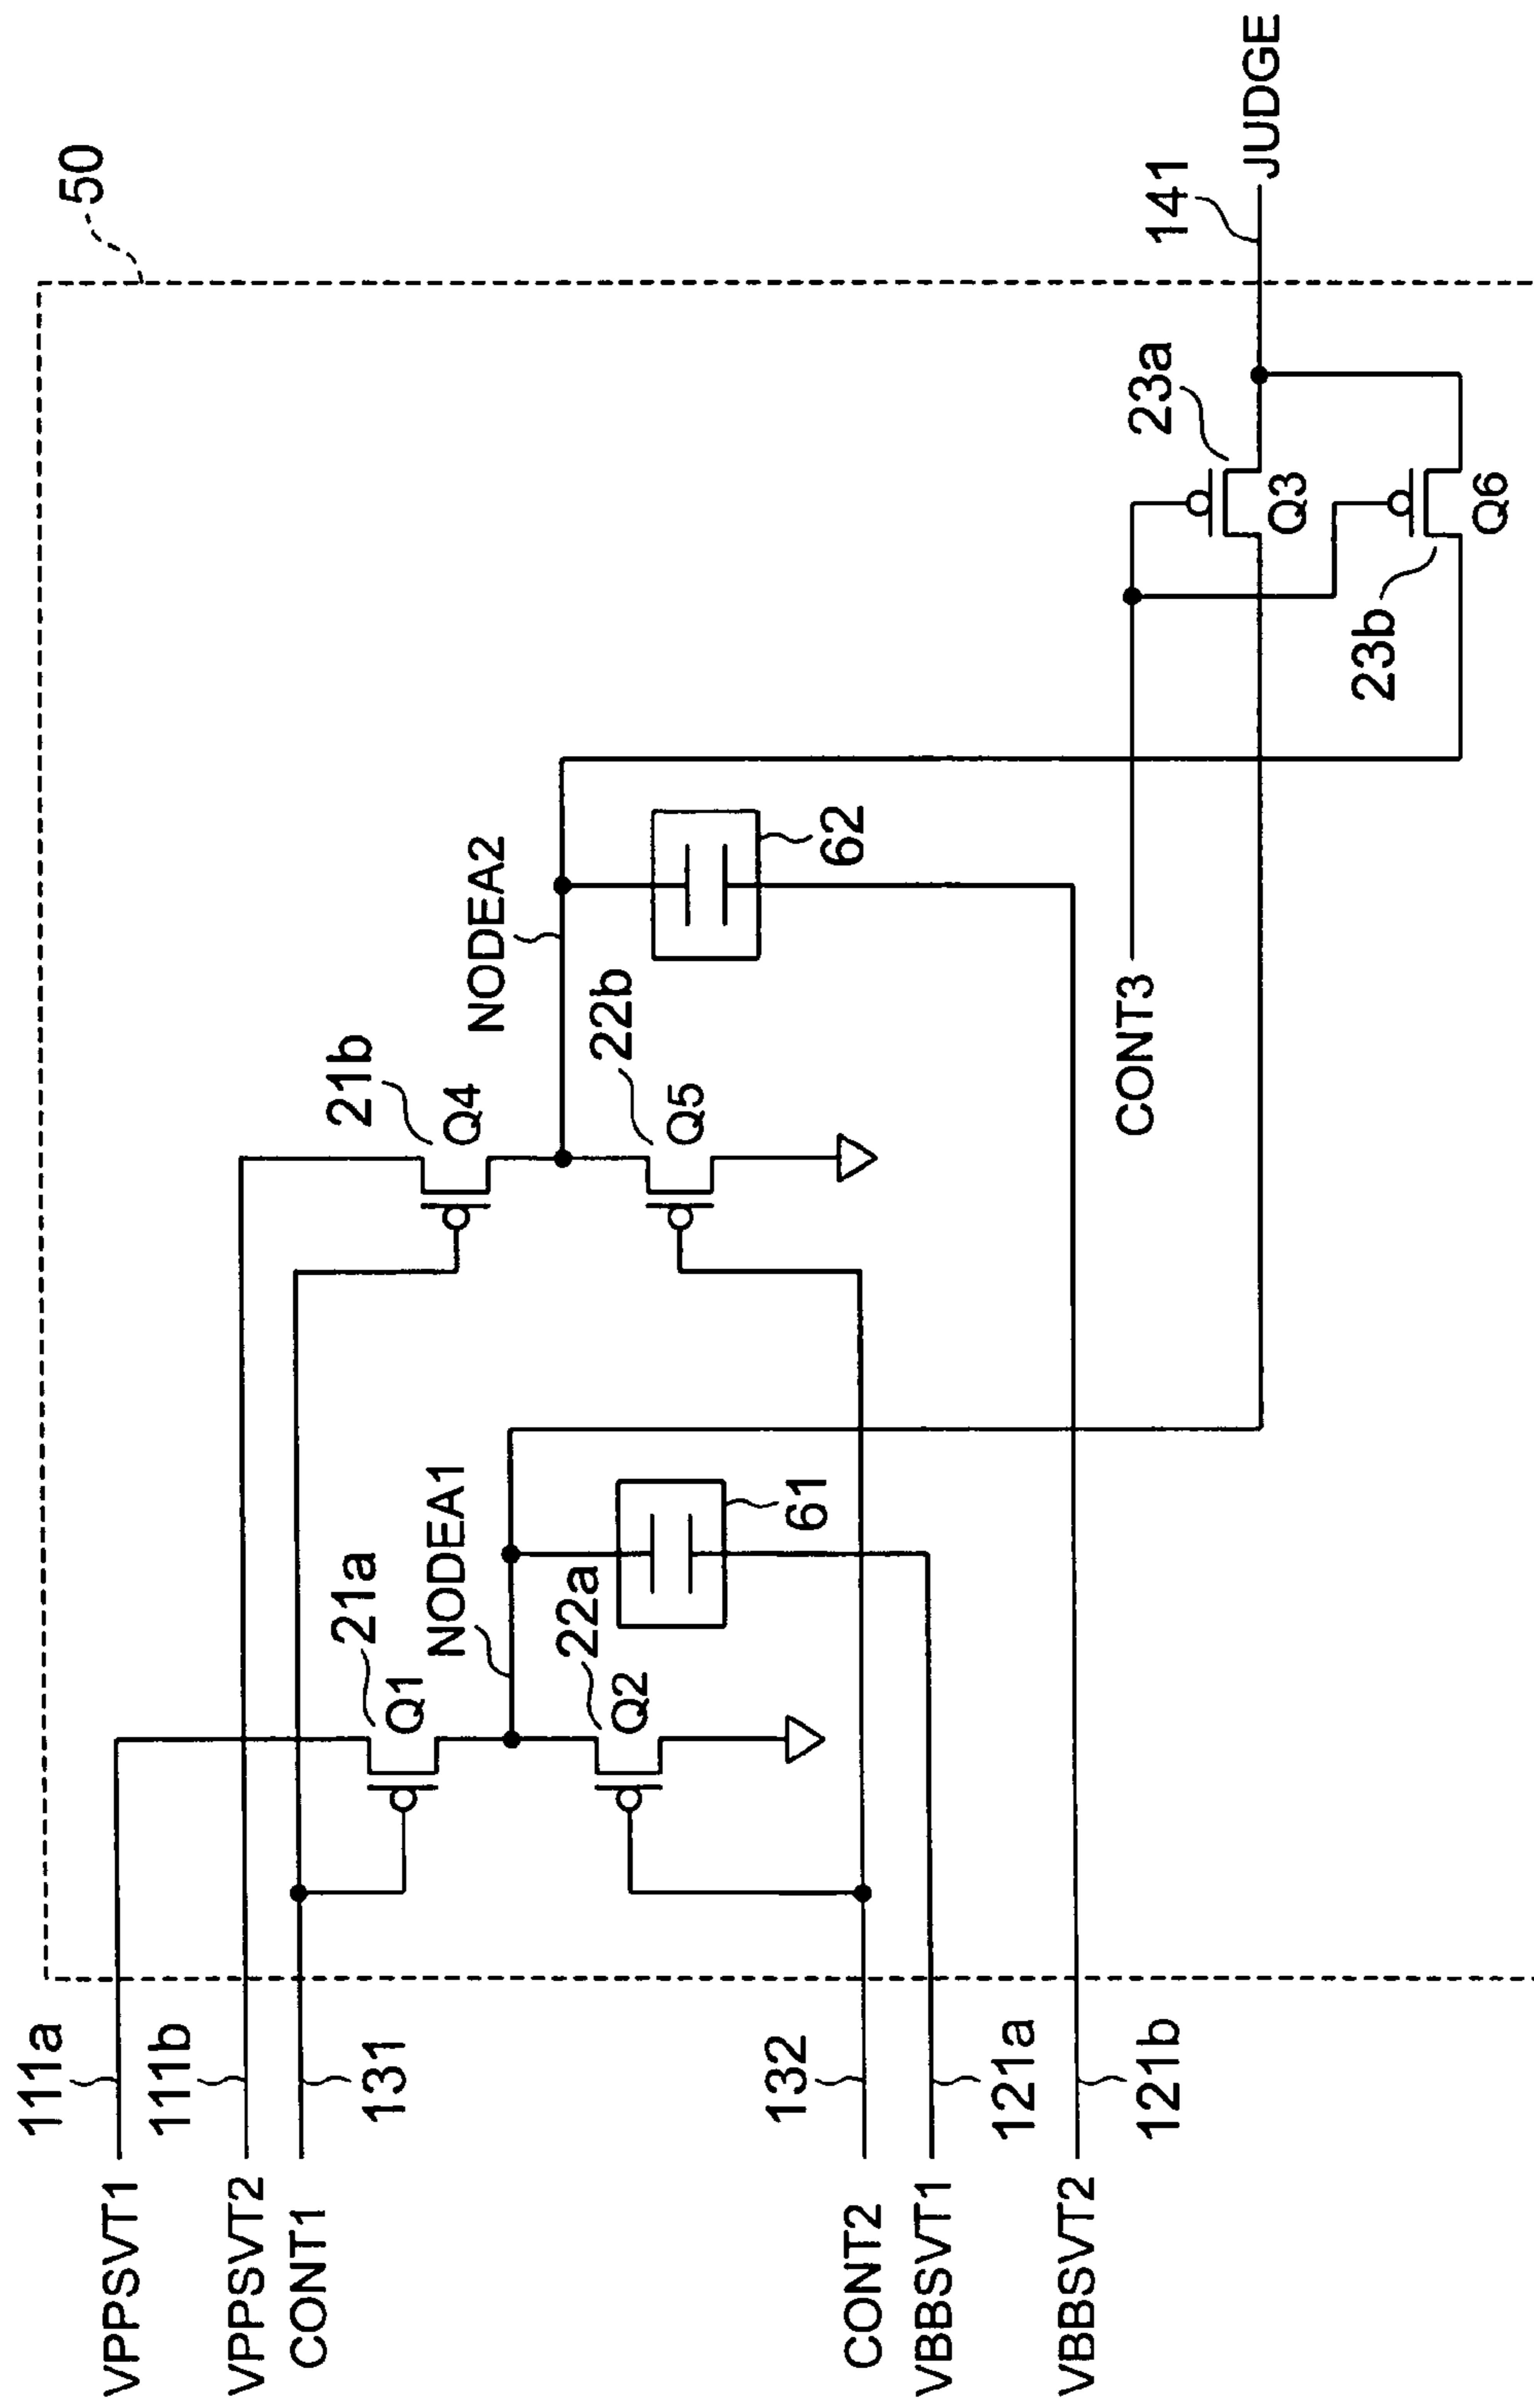 50
111a
VPPSVT1
111b
VPPSVT2
CONT1
131
21a
Q1
NODEA1
22a
Q2
61
21b
Q4
NODEA2
22b
Q5
62
132
CONT2
VBBSVT1
121a
VBBSVT2
121b
CONT3
23a
Q3
23b
Q6
141
JUDGE